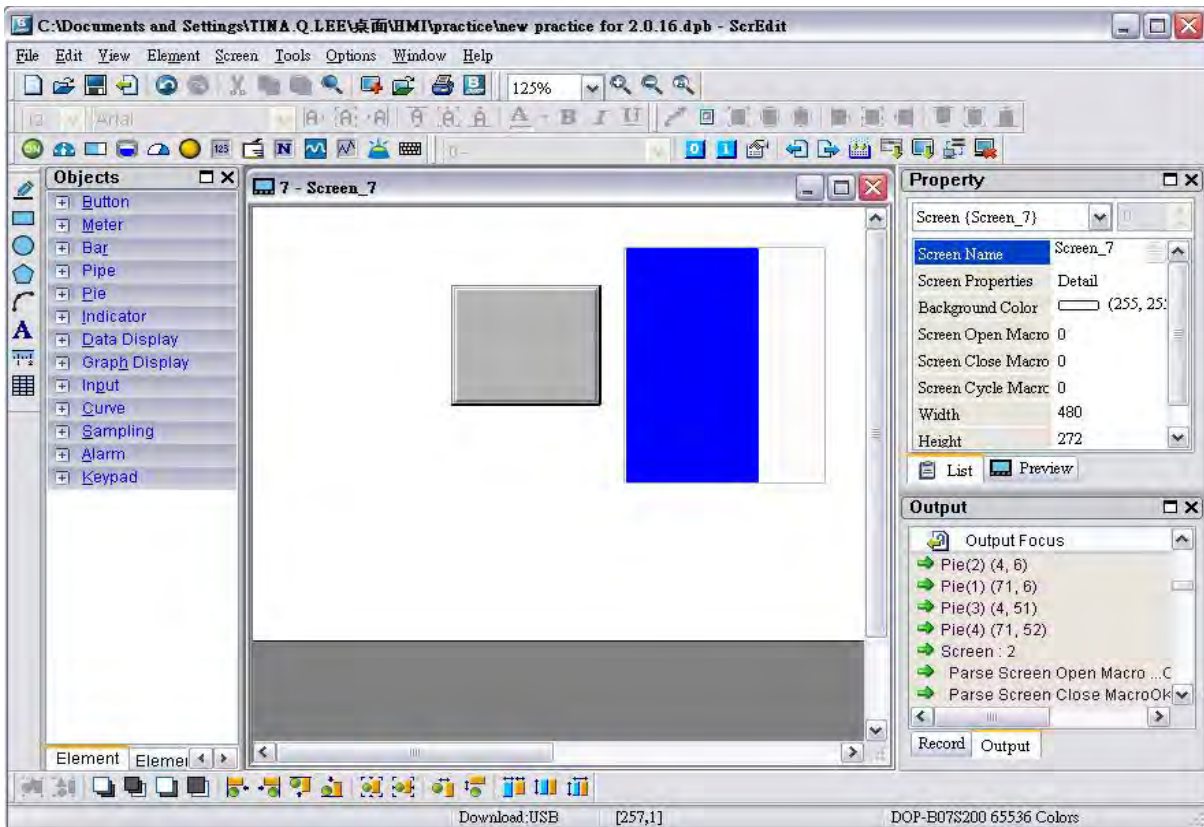 C:\Documents and Settings\TINA.Q.LEE\桌面\HMI\practice\new practice for 2.0.16.dpb - ScrEdit
File Edit View Element Screen Tools Options Window Help
125%
12 Arial A B I U
Objects
Button
Meter
Bar
Pipe
Pie
Indicator
Data Display
Graph Display
Input
Curve
Sampling
Alarm
Keypad
Element Elemen
7 - Screen_7
Property
Screen {Screen_7} 0
Screen Name Screen_7
Screen Properties Detail
Background Color (255, 25
Screen Open Macro 0
Screen Close Macro 0
Screen Cycle Macrc 0
Width 480
Height 272
List Preview
Output
Output Focus
Pie(2) (4, 6)
Pie(1) (71, 6)
Pie(3) (4, 51)
Pie(4) (71, 52)
Screen : 2
Parse Screen Open Macro ...C
Parse Screen Close MacroOK
Record Output
Download:USB [257,1] DOP-B07S200 65536 Colors